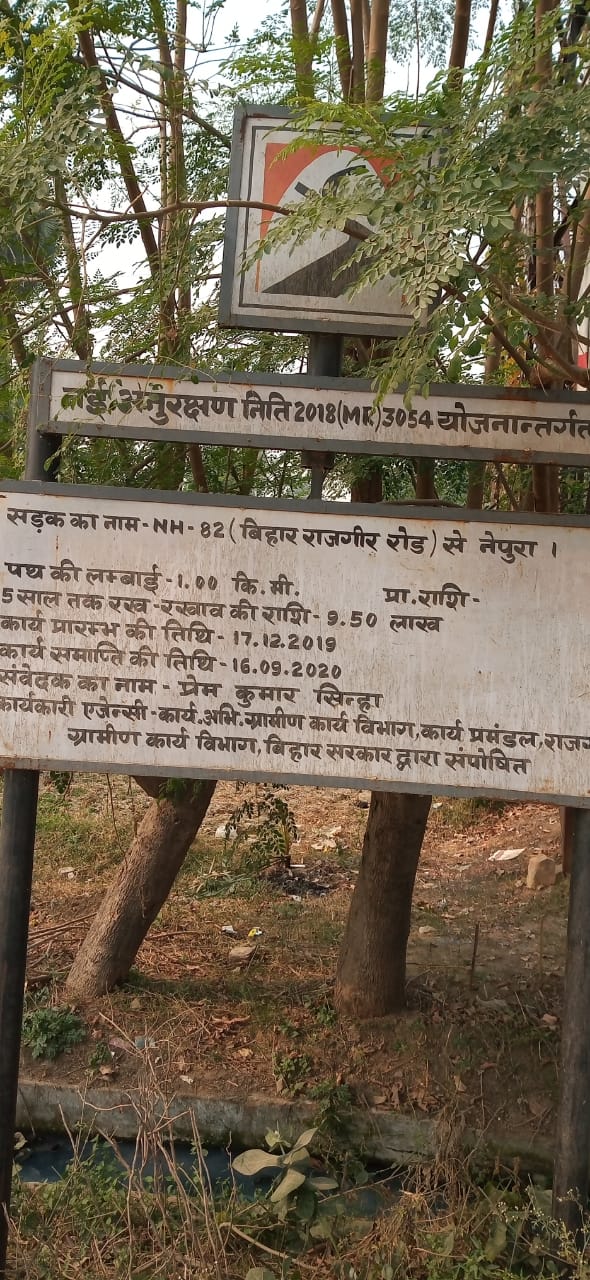 नई अनुरक्षण निति 2018(MR)3054 योजनान्तर्गत
सड़क का नाम - NH - 82 ( बिहार राजगीर रोड ) से नेपुरा ।
पथ की लम्बाई - 1.00 कि.मी. प्रा.राशि -
5 साल तक रख-रखाव की राशि - 9.50 लाख
कार्य प्रारम्भ की तिथि - 17.12.2019
कार्य समाप्ति की तिथि - 16.09.2020
संवेदक का नाम - प्रेम कुमार सिन्हा
कार्यकारी एजेन्सी - कार्य. अभि. ग्रामीण कार्य विभाग, कार्य प्रमंडल,
ग्रामीण कार्य विभाग, बिहार सरकार द्वारा संपोषित